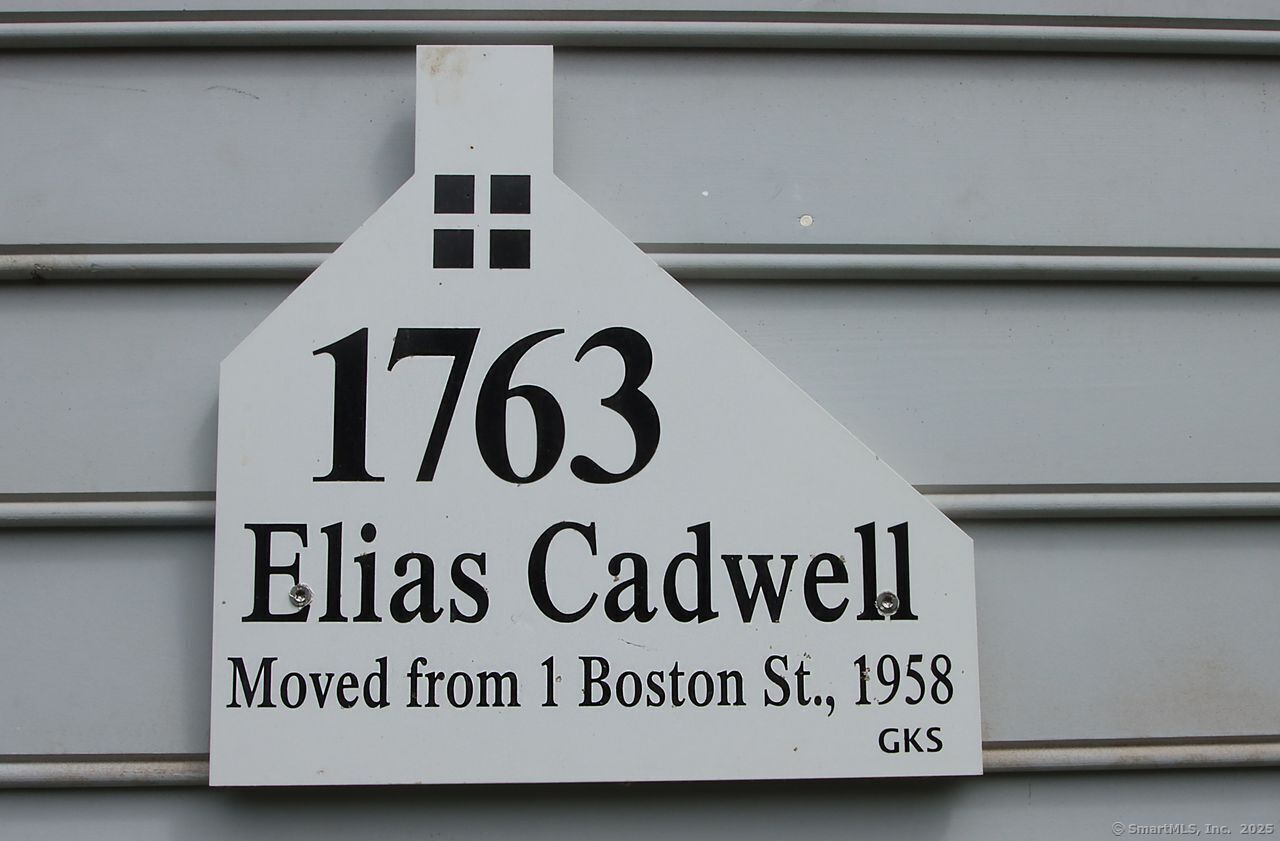 1763
Elias Cadwell
Moved from 1 Boston St., 1958
GKS
© SmartMLS, Inc. 2025